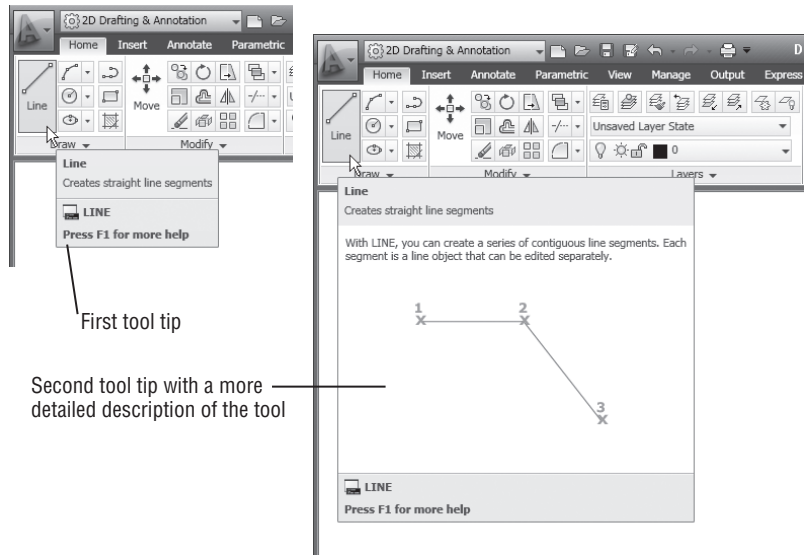 2D Drafting & Annotation
Home Insert Annotate Parametric
Line
Move
Draw
Modify
Line
Creates straight line segments
LINE
Press F1 for more help
First tool tip
Second tool tip with a more
detailed description of the tool
2D Drafting & Annotation
D
Home Insert Annotate Parametric View Manage Output Express
Line
Move
Unsaved Layer State
0
Draw
Modify
Layers
Line
Creates straight line segments
With LINE, you can create a series of contiguous line segments. Each
segment is a line object that can be edited separately.
1
2
3
LINE
Press F1 for more help